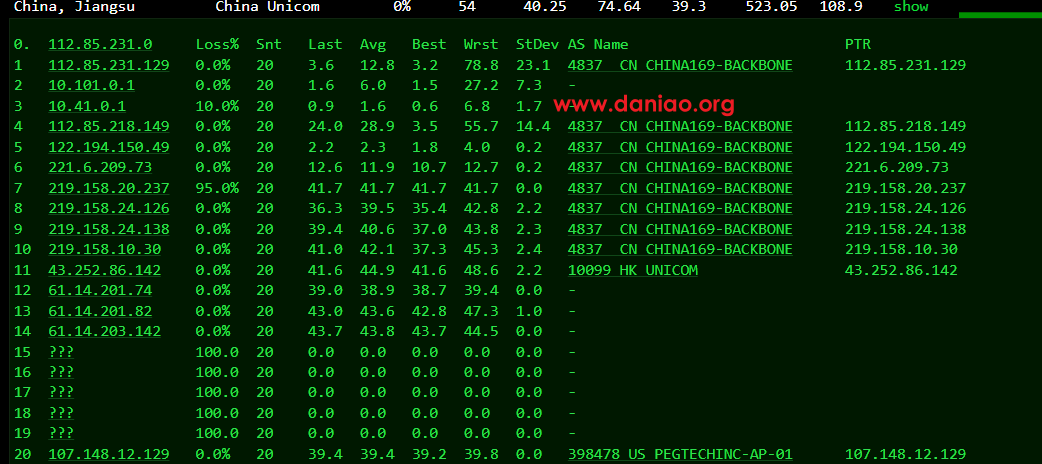 China, Jiangsu China Unicom 0% 54 40.25 74.64 39.3 523.05 108.9 show
0. 112.85.231.0 Loss% Snt Last Avg Best Wrst StDev AS Name PTR
1 112.85.231.129 0.0% 20 3.6 12.8 3.2 78.8 23.1 4837 CN CHINA169-BACKBONE 112.85.231.129
2 10.101.0.1 0.0% 20 1.6 6.0 1.5 27.2 7.3 -
3 10.41.0.1 10.0% 20 0.9 1.6 0.6 6.8 1.7 - www.daniao.org
4 112.85.218.149 0.0% 20 24.0 28.9 3.5 55.7 14.4 4837 CN CHINA169-BACKBONE 112.85.218.149
5 122.194.150.49 0.0% 20 2.2 2.3 1.8 4.0 0.2 4837 CN CHINA169-BACKBONE 122.194.150.49
6 221.6.209.73 0.0% 20 12.6 11.9 10.7 12.7 0.2 4837 CN CHINA169-BACKBONE 221.6.209.73
7 219.158.20.237 95.0% 20 41.7 41.7 41.7 41.7 0.0 4837 CN CHINA169-BACKBONE 219.158.20.237
8 219.158.24.126 0.0% 20 36.3 39.5 35.4 42.8 2.2 4837 CN CHINA169-BACKBONE 219.158.24.126
9 219.158.24.138 0.0% 20 39.4 40.6 37.0 43.8 2.3 4837 CN CHINA169-BACKBONE 219.158.24.138
10 219.158.10.30 0.0% 20 41.0 42.1 37.3 45.3 2.4 4837 CN CHINA169-BACKBONE 219.158.10.30
11 43.252.86.142 0.0% 20 41.6 44.9 41.6 48.6 2.2 10099 HK UNICOM 43.252.86.142
12 61.14.201.74 0.0% 20 39.0 38.9 38.7 39.4 0.0 -
13 61.14.201.82 0.0% 20 43.0 43.6 42.8 47.3 1.0 -
14 61.14.203.142 0.0% 20 43.7 43.8 43.7 44.5 0.0 -
15 ??? 100.0 20 0.0 0.0 0.0 0.0 0.0 -
16 ??? 100.0 20 0.0 0.0 0.0 0.0 0.0 -
17 ??? 100.0 20 0.0 0.0 0.0 0.0 0.0 -
18 ??? 100.0 20 0.0 0.0 0.0 0.0 0.0 -
19 ??? 100.0 20 0.0 0.0 0.0 0.0 0.0 -
20 107.148.12.129 0.0% 20 39.4 39.4 39.2 39.8 0.0 398478 US PEGTECHINC-AP-01 107.148.12.129